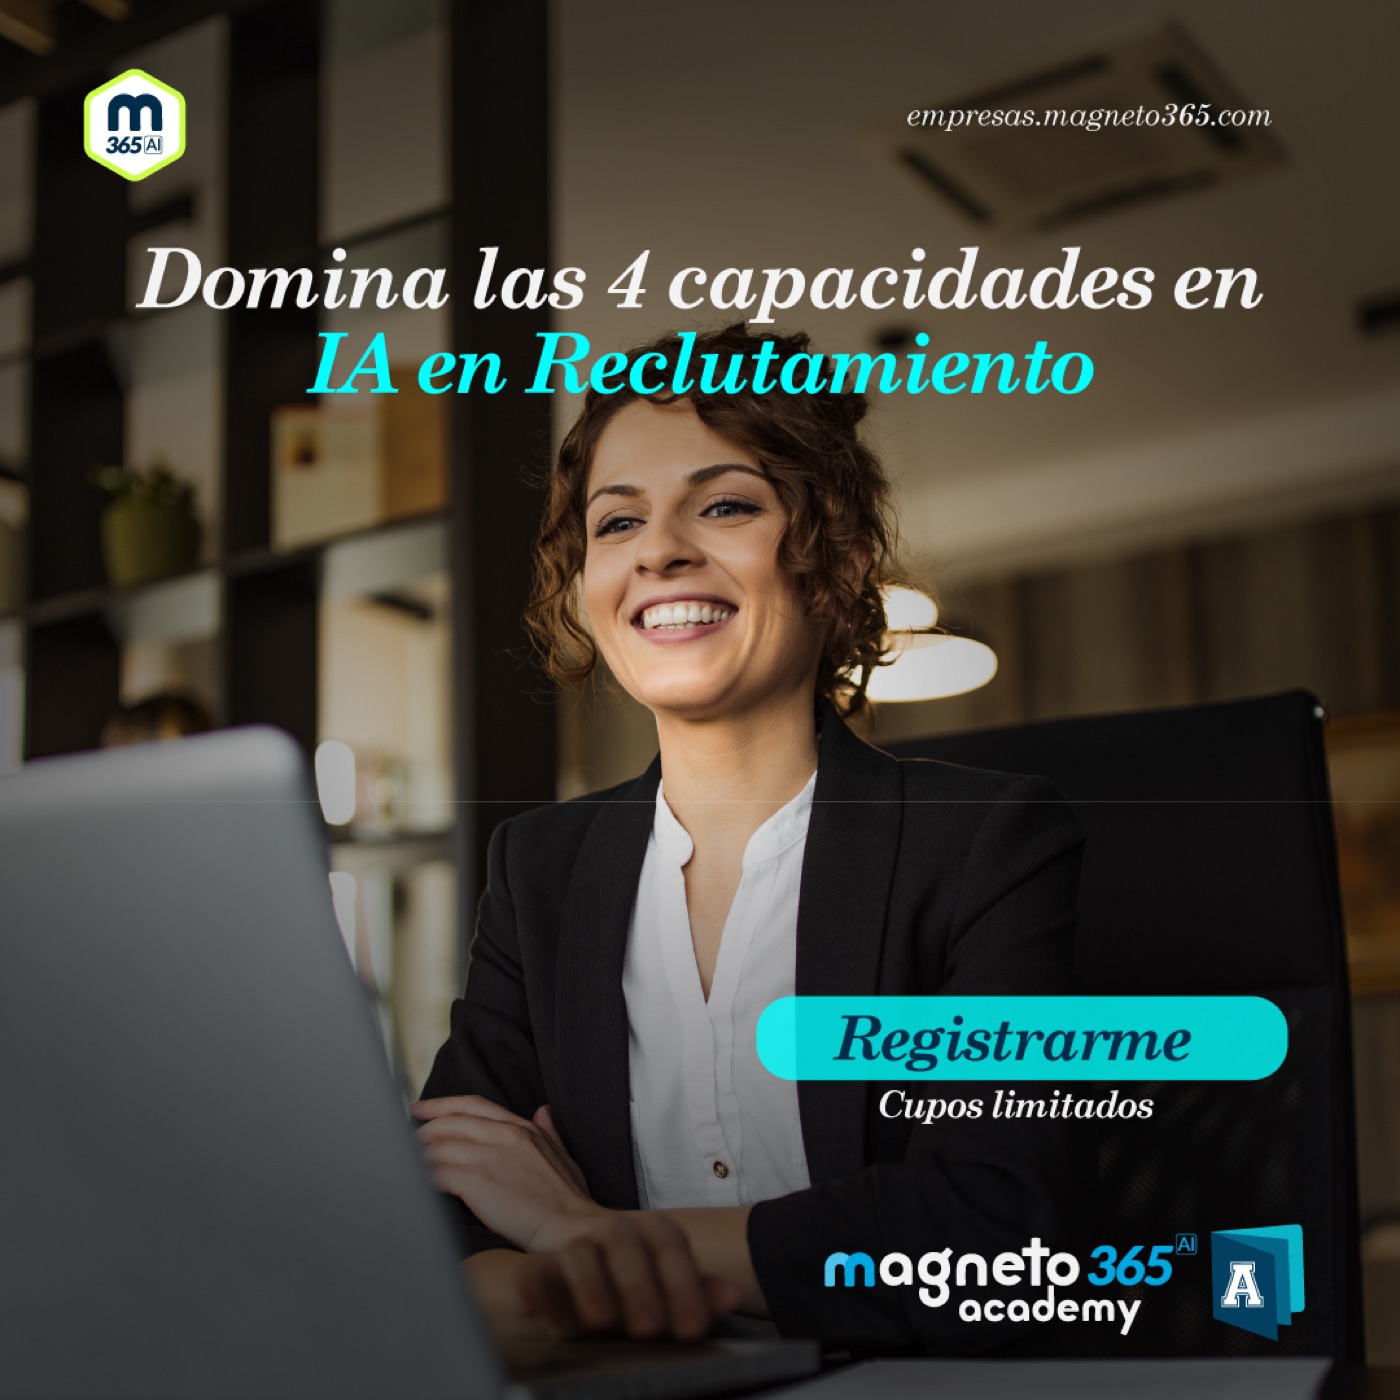 m
365 AI
empresas.magneto365.com
Domina las 4 capacidades en
IA en Reclutamiento
Registrarme
Cupos limitados
magneto 365 AI
academy
A